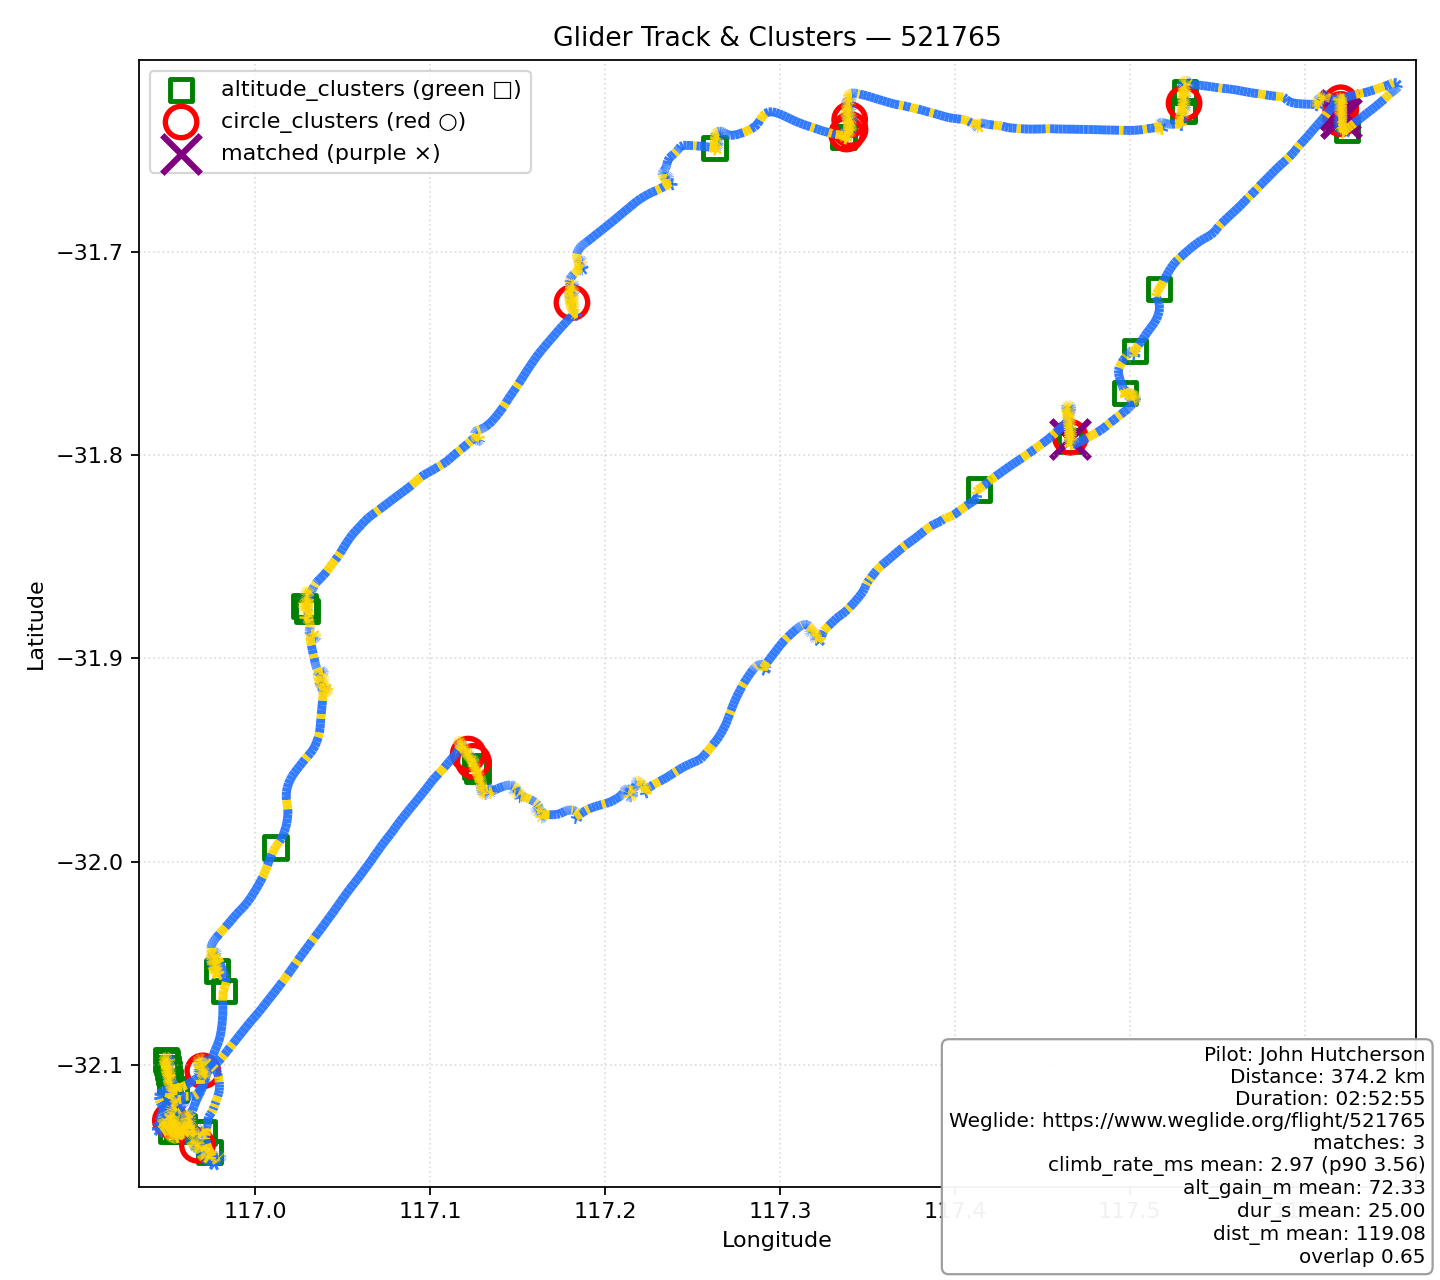 Glider Track & Clusters — 521765
altitude_clusters (green □)
circle_clusters (red ○)
matched (purple ×)
−31.7
−31.8
−31.9
−32.0
−32.1
Latitude
117.0
117.1
117.2
117.3
117.4
117.5
Longitude
Pilot: John Hutcherson
Distance: 374.2 km
Duration: 02:52:55
Weglide: https://www.weglide.org/flight/521765
matches: 3
climb_rate_ms mean: 2.97 (p90 3.56)
alt_gain_m mean: 72.33
dur_s mean: 25.00
dist_m mean: 119.08
overlap 0.65